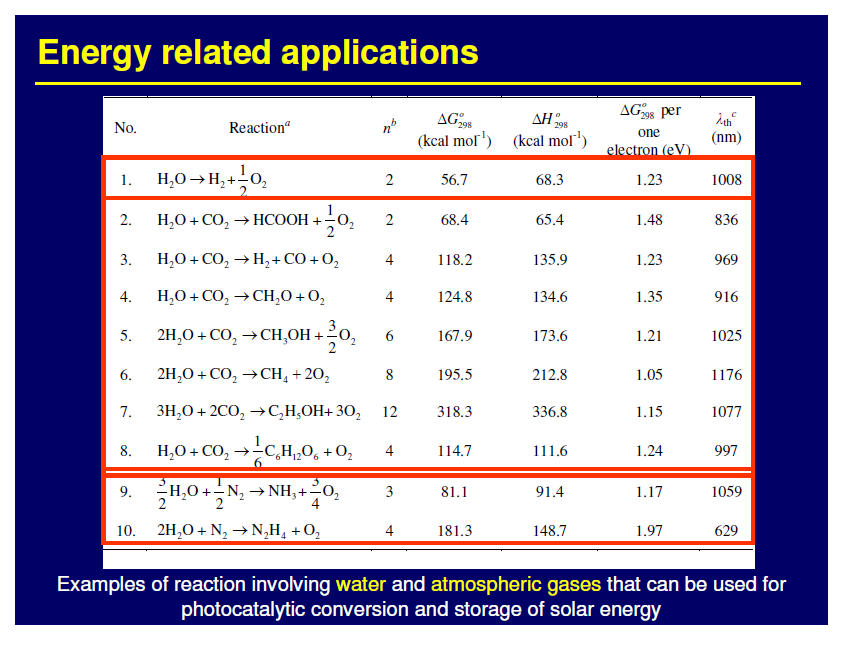 Energy related applications
No. Reactionᵃ nᵇ ΔG°₂₉₈ (kcal mol⁻¹) ΔH°₂₉₈ (kcal mol⁻¹) ΔG°₂₉₈ per one electron (eV) λₜₕᶜ (nm)
1. H₂O → H₂ + 1/2 O₂ 2 56.7 68.3 1.23 1008
2. H₂O + CO₂ → HCOOH + 1/2 O₂ 2 68.4 65.4 1.48 836
3. H₂O + CO₂ → H₂ + CO + O₂ 4 118.2 135.9 1.23 969
4. H₂O + CO₂ → CH₂O + O₂ 4 124.8 134.6 1.35 916
5. 2H₂O + CO₂ → CH₃OH + 3/2 O₂ 6 167.9 173.6 1.21 1025
6. 2H₂O + CO₂ → CH₄ + 2O₂ 8 195.5 212.8 1.05 1176
7. 3H₂O + 2CO₂ → C₂H₅OH + 3O₂ 12 318.3 336.8 1.15 1077
8. H₂O + CO₂ → 1/6 C₆H₁₂O₆ + O₂ 4 114.7 111.6 1.24 997
9. 3/2 H₂O + 1/2 N₂ → NH₃ + 3/4 O₂ 3 81.1 91.4 1.17 1059
10. 2H₂O + N₂ → N₂H₄ + O₂ 4 181.3 148.7 1.97 629
Examples of reaction involving water and atmospheric gases that can be used for
photocatalytic conversion and storage of solar energy